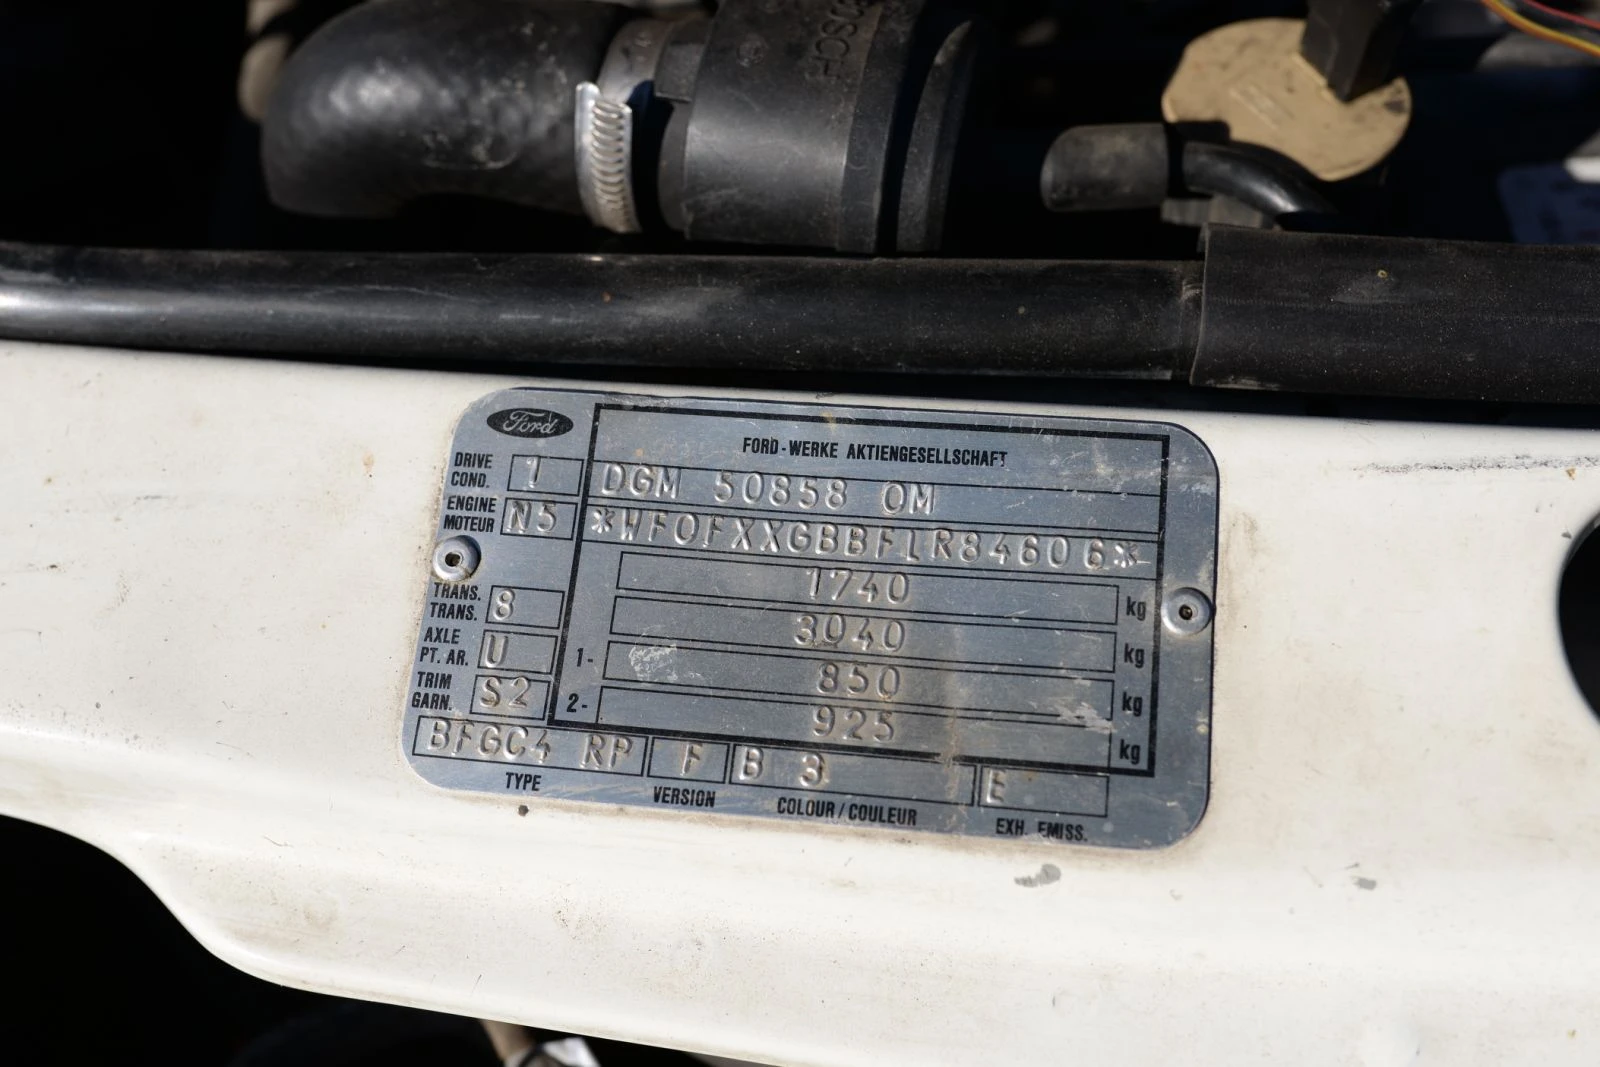 BOSCH
Ford
FORD-WERKE AKTIENGESELLSCHAFT
DRIVE COND. 1
DGM 50858 OM
ENGINE MOTEUR N5
*WFOFXXGBBFLR84606*
1740 kg
TRANS. TRANS. 8
3040 kg
AXLE PT. AR. U
1- 850 kg
TRIM GARN. S2
2- 925 kg
BFGC4 RP F B 3 E
TYPE VERSION COLOUR/COULEUR EXH. EMISS.